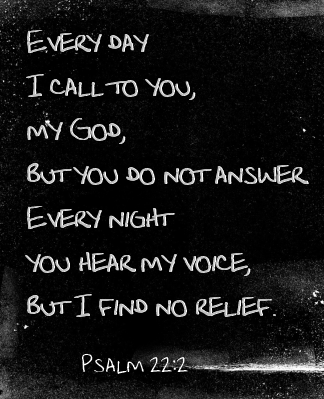 Every day
I call to you,
my God,
but you do not answer.
Every night
you hear my voice,
but I find no relief.
Psalm 22:2